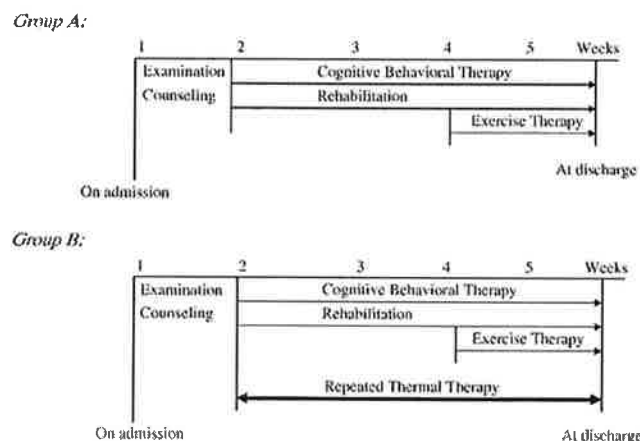 Group A:
1 2 3 4 5 Weeks
Examination Cognitive Behavioral Therapy
Counseling Rehabilitation
Exercise Therapy
At discharge
On admission
Group B:
1 2 3 4 5 Weeks
Examination Cognitive Behavioral Therapy
Counseling Rehabilitation
Exercise Therapy
Repeated Thermal Therapy
On admission At discharge